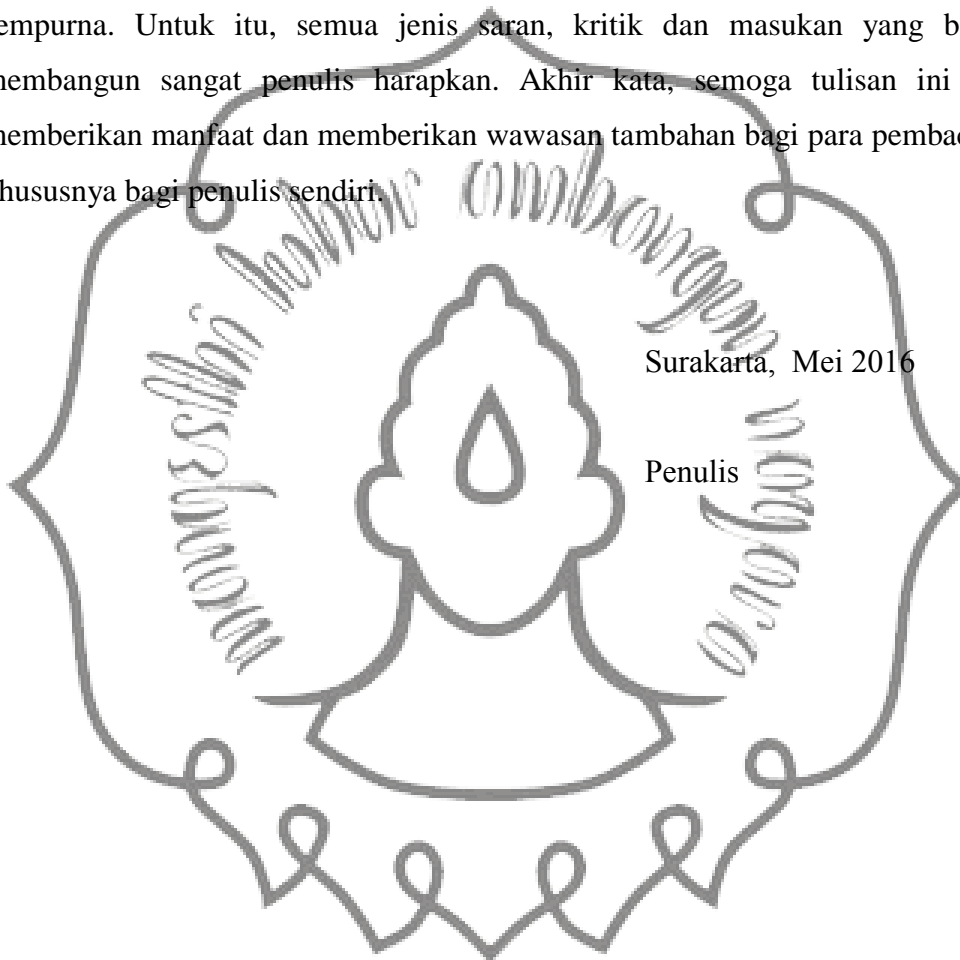 empurna. Untuk itu, semua jenis saran, kritik dan masukan yang b
membangun sangat penulis harapkan. Akhir kata, semoga tulisan ini
memberikan manfaat dan memberikan wawasan tambahan bagi para pembac
hususnya bagi penulis sendiri.
Surakarta, Mei 2016
Penulis